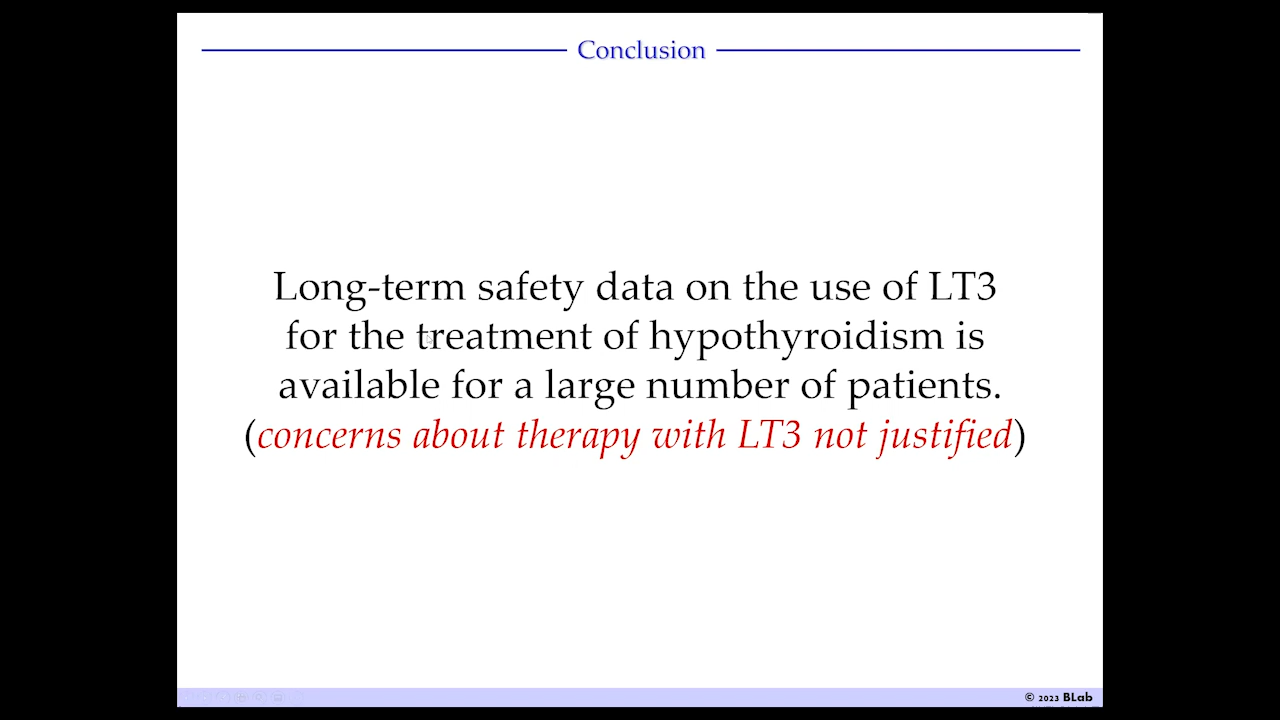 Conclusion
Long-term safety data on the use of LT3
for the treatment of hypothyroidism is
available for a large number of patients.
(concerns about therapy with LT3 not justified)
© 2023 BLab